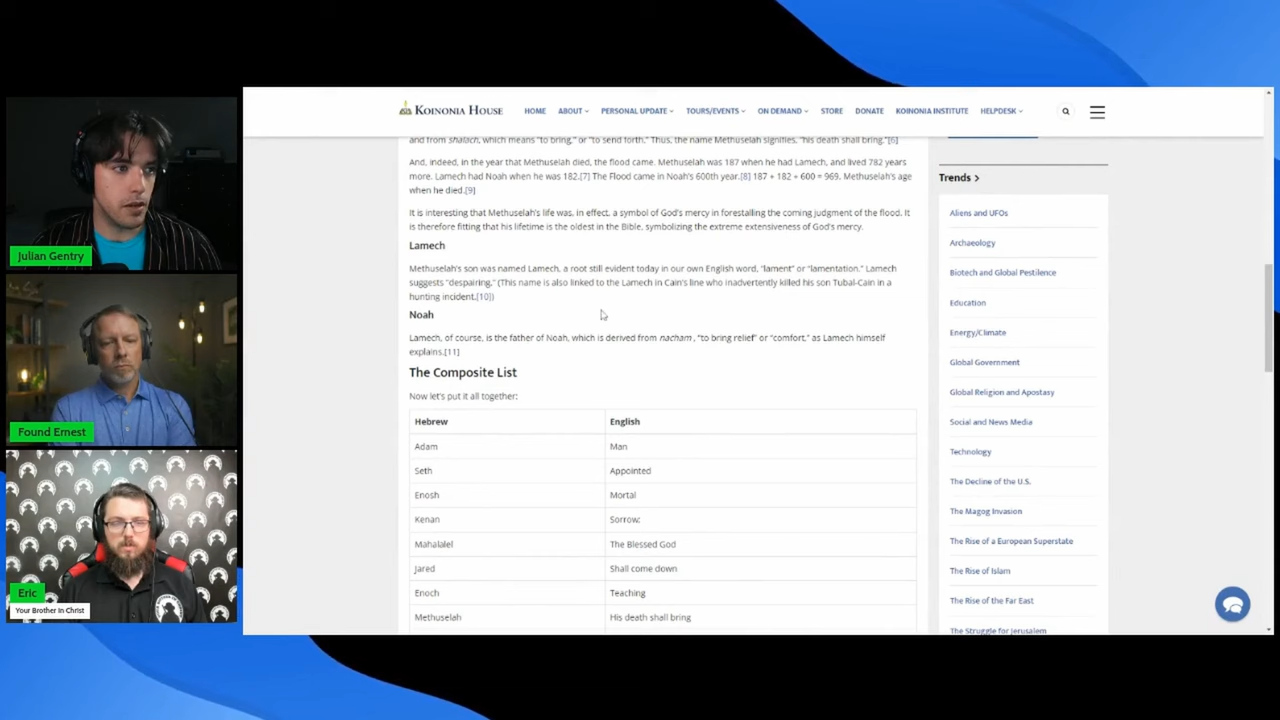 KOINONIA HOUSE
HOME ABOUT PERSONAL UPDATE TOURS/EVENTS ON DEMAND STORE DONATE KOINONIA INSTITUTE HELPDESK
and from shalach, which means "to bring," or "to send forth." Thus, the name Methuselah signifies, "his death shall bring." [6]
And, indeed, in the year that Methuselah died, the flood came. Methuselah was 187 when he had Lamech, and lived 782 years
more. Lamech had Noah when he was 182.[7] The Flood came in Noah's 600th year.[8] 187 + 182 + 600 = 969, Methuselah's age
when he died.[9]
It is interesting that Methuselah's life was, in effect, a symbol of God's mercy in forestalling the coming judgment of the flood. It
is therefore fitting that his lifetime is the oldest in the Bible, symbolizing the extreme extensiveness of God's mercy.
Lamech
Methuselah's son was named Lamech, a root still evident today in our own English word, "lament" or "lamentation." Lamech
suggests "despairing." (This name is also linked to the Lamech in Cain's line who inadvertently killed his son Tubal-Cain in a
hunting incident.[10])
Noah
Lamech, of course, is the father of Noah, which is derived from nacham, "to bring relief" or "comfort," as Lamech himself
explains.[11]
The Composite List
Now let's put it all together:
Hebrew English
Adam Man
Seth Appointed
Enosh Mortal
Kenan Sorrow;
Mahalalel The Blessed God
Jared Shall come down
Enoch Teaching
Methuselah His death shall bring
Trends >
Aliens and UFOs
Archaeology
Biotech and Global Pestilence
Education
Energy/Climate
Global Government
Global Religion and Apostasy
Social and News Media
Technology
The Decline of the U.S.
The Magog Invasion
The Rise of a European Superstate
The Rise of Islam
The Rise of the Far East
The Struggle for Jerusalem
Julian Gentry
Found Ernest
Eric
Your Brother In Christ